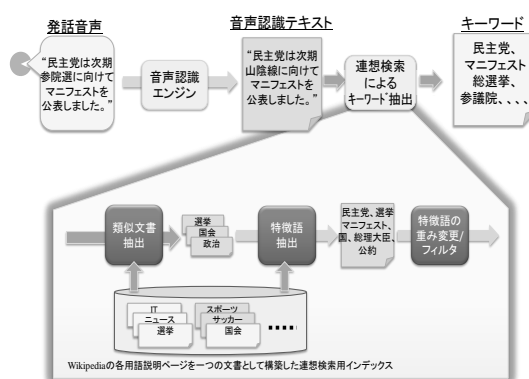 発話音声
音声認識テキスト
キーワード
“民主党は次期
参院選に向けて
マニフェストを
公表しました。”
音声認識
エンジン
“民主党は次期
山陰線に向けて
マニフェストを
公表しました。”
連想検索
による
キーワード抽出
民主党、
マニフェスト
総選挙、
参議院、、、、
類似文書
抽出
選挙
国会
政治
特徴語
抽出
民主党、選挙
マニフェスト、
国、総理大臣、
公約
特徴語の
重み変更/
フィルタ
IT
ニュース
選挙
スポーツ
サッカー
国会
Wikipediaの各用語説明ページを一つの文書として構築した連想検索用インデックス